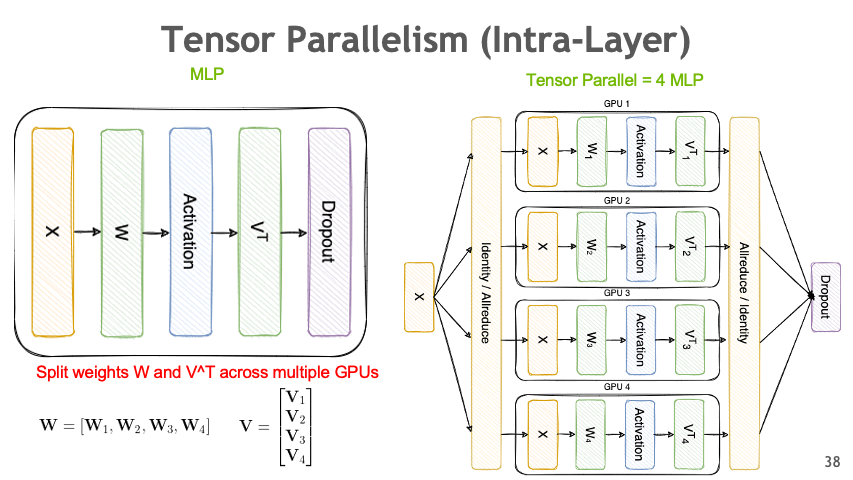 Tensor Parallelism (Intra-Layer)
MLP
X
W
Activation
V^T
Dropout
Split weights W and V^T across multiple GPUs
W = [W₁, W₂, W₃, W₄]
V = [V₁
V₂
V₃
V₄]
Tensor Parallel = 4 MLP
X
Identity / Allreduce
GPU 1
X
W₁
Activation
V^T₁
GPU 2
X
W₂
Activation
V^T₂
GPU 3
X
W₃
Activation
V^T₃
GPU 4
X
W₄
Activation
V^T₄
Allreduce / Identity
Dropout
38